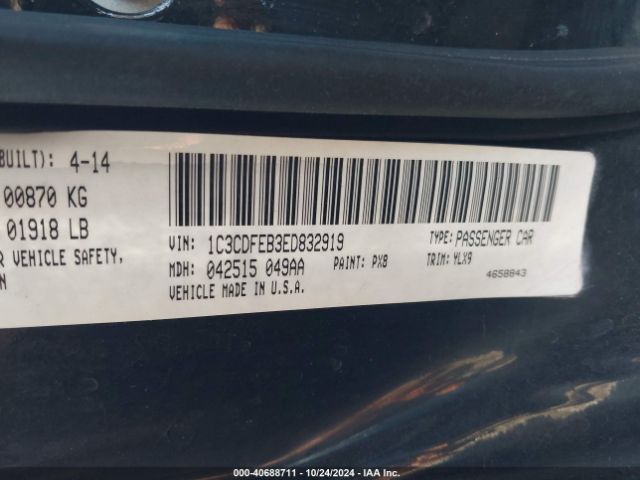 BUILT): 4-14
00870 KG
01918 LB
VEHICLE SAFETY,
VIN: 1C3CDFEB3ED832919
TYPE: PASSENGER CAR
MDH: 042515 049AA
PAINT: PXB
TRIM: YLX9
VEHICLE MADE IN U.S.A.
4658843
000-40688711 - 10/24/2024 - IAA Inc.